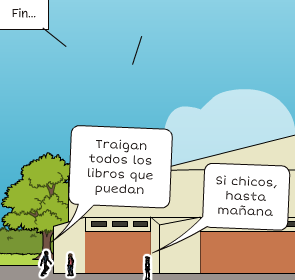 Fin...
Traigan
todos los
libros que
puedan
Si chicos,
hasta
mañana